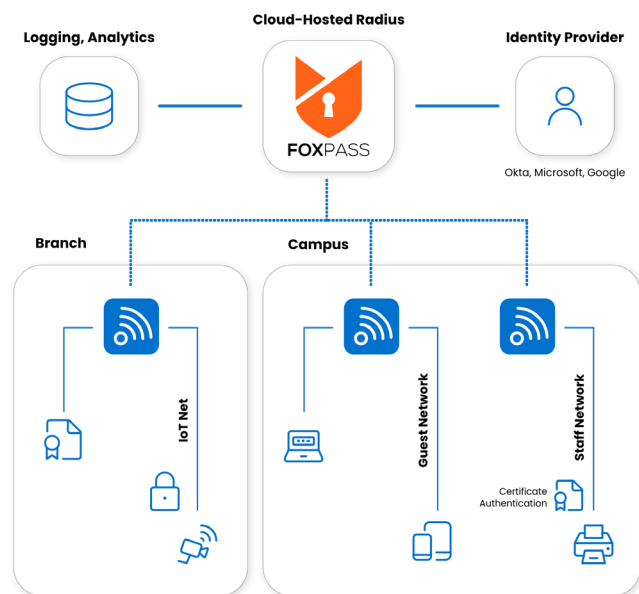 Cloud-Hosted Radius
Logging, Analytics
Identity Provider
FOXPASS
Okta, Microsoft, Google
Branch
Campus
IoT Net
Guest Network
Staff Network
Certificate
Authentication